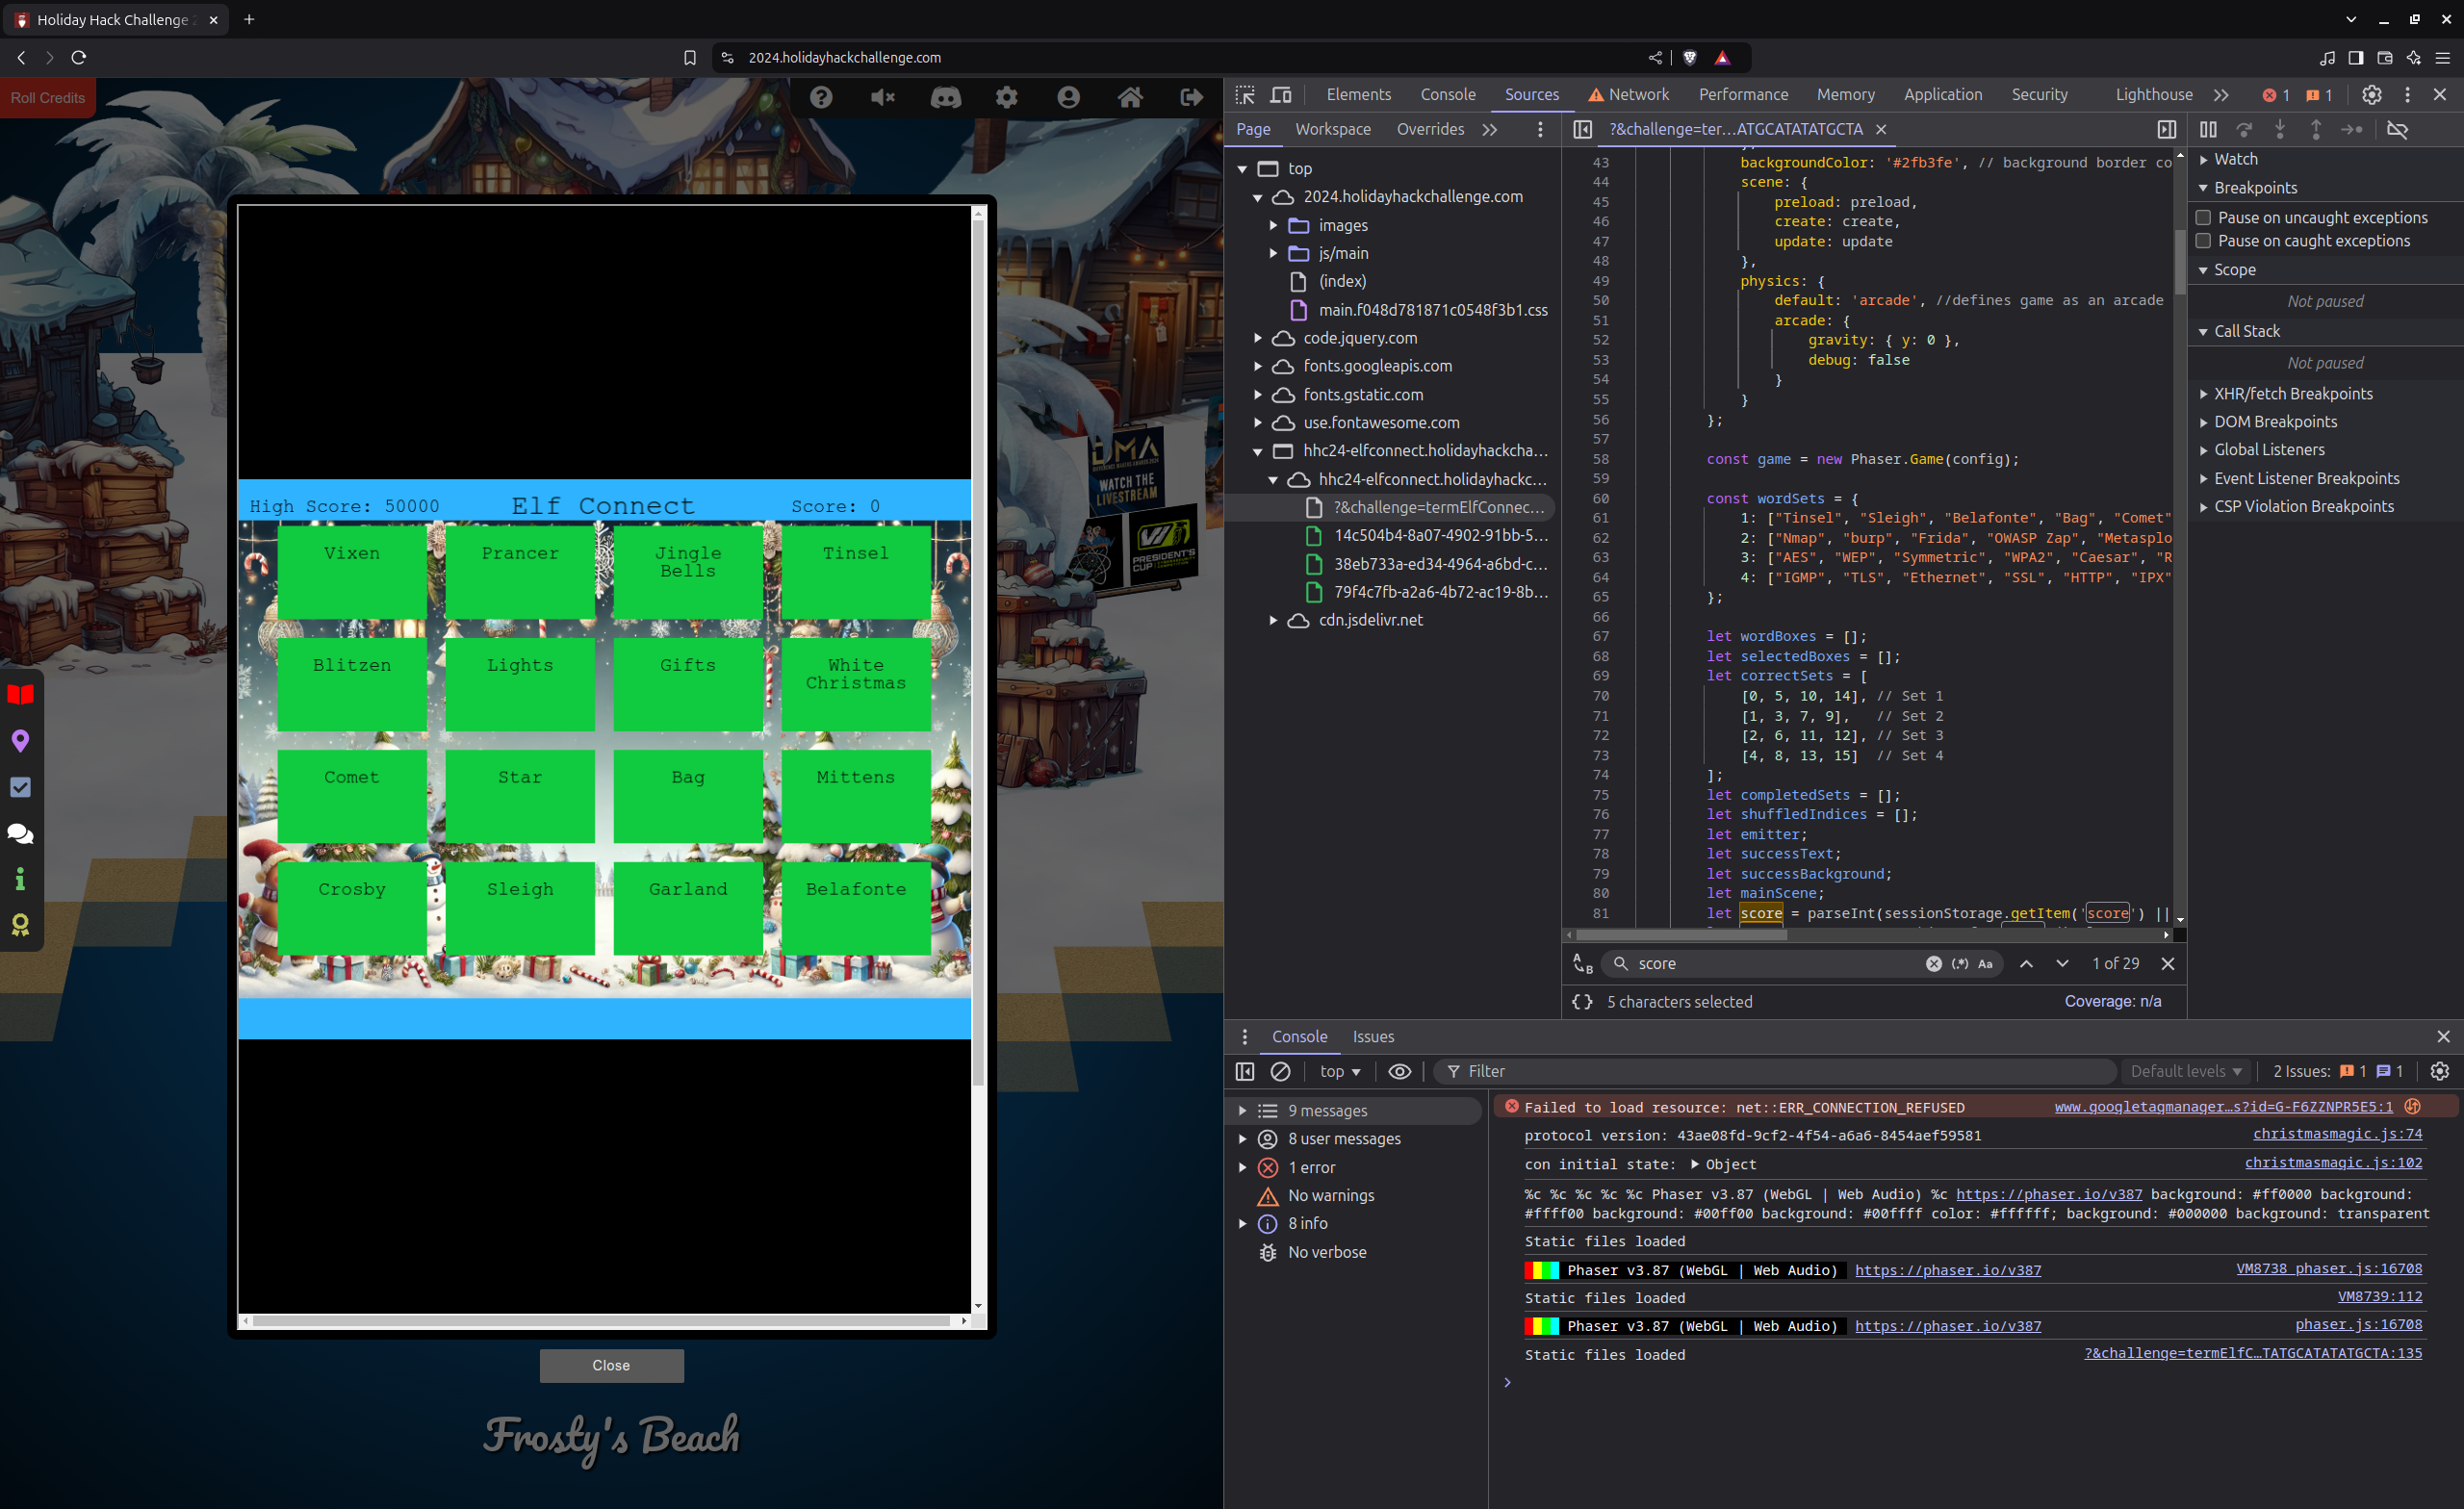 Holiday Hack Challenge 2
2024.holidayhackchallenge.com
Roll Credits
High Score: 50000
Elf Connect
Score: 0
Vixen
Prancer
Jingle
Bells
Tinsel
Blitzen
Lights
Gifts
White
Christmas
Comet
Star
Bag
Mittens
Crosby
Sleigh
Garland
Belafonte
DMA
WATCH THE
LIVESTREAM
PRESIDENT'S
CUP
Close
Frosty's Beach
Elements Console Sources Network Performance Memory Application Security Lighthouse 1 1
Page Workspace Overrides
top
2024.holidayhackchallenge.com
images
js/main
(index)
main.f048d781871c0548f3b1.css
code.jquery.com
fonts.googleapis.com
fonts.gstatic.com
use.fontawesome.com
hhc24-elfconnect.holidayhackcha...
hhc24-elfconnect.holidayhackc...
?&challenge=termElfConnec...
14c504b4-8a07-4902-91bb-5...
38eb733a-ed34-4964-a6bd-c...
79f4c7fb-a2a6-4b72-ac19-8b...
cdn.jsdelivr.net
?&challenge=ter...ATGCATATATGCTA
43 backgroundColor: '#2fb3fe', // background border co
44 scene: {
45 preload: preload,
46 create: create,
47 update: update
48 },
49 physics: {
50 default: 'arcade', //defines game as an arcade
51 arcade: {
52 gravity: { y: 0 },
53 debug: false
54 }
55 }
56 };
57
58 const game = new Phaser.Game(config);
59
60 const wordSets = {
61 1: ["Tinsel", "Sleigh", "Belafonte", "Bag", "Comet"
62 2: ["Nmap", "burp", "Frida", "OWASP Zap", "Metasplo
63 3: ["AES", "WEP", "Symmetric", "WPA2", "Caesar", "R
64 4: ["IGMP", "TLS", "Ethernet", "SSL", "HTTP", "IPX"
65 };
66
67 let wordBoxes = [];
68 let selectedBoxes = [];
69 let correctSets = [
70 [0, 5, 10, 14], // Set 1
71 [1, 3, 7, 9], // Set 2
72 [2, 6, 11, 12], // Set 3
73 [4, 8, 13, 15] // Set 4
74 ];
75 let completedSets = [];
76 let shuffledIndices = [];
77 let emitter;
78 let successText;
79 let successBackground;
80 let mainScene;
81 let score = parseInt(sessionStorage.getItem('score') ||
score
1 of 29
5 characters selected
Coverage: n/a
Watch
Breakpoints
Pause on uncaught exceptions
Pause on caught exceptions
Scope
Not paused
Call Stack
Not paused
XHR/fetch Breakpoints
DOM Breakpoints
Global Listeners
Event Listener Breakpoints
CSP Violation Breakpoints
Console Issues
top Filter Default levels 2 Issues: 1 1
9 messages
8 user messages
1 error
No warnings
8 info
No verbose
Failed to load resource: net::ERR_CONNECTION_REFUSED www.googletagmanager…s?id=G-F6ZZNPR5E5:1
protocol version: 43ae08fd-9cf2-4f54-a6a6-8454aef59581 christmasmagic.js:74
con initial state: Object christmasmagic.js:102
%c %c %c %c %c Phaser v3.87 (WebGL | Web Audio) %c https://phaser.io/v387 background: #ff0000 background:
#ffff00 background: #00ff00 background: #00ffff color: #ffffff; background: #000000 background: transparent
Static files loaded
Phaser v3.87 (WebGL | Web Audio) https://phaser.io/v387 VM8738 phaser.js:16708
Static files loaded VM8739:112
Phaser v3.87 (WebGL | Web Audio) https://phaser.io/v387 phaser.js:16708
Static files loaded ?&challenge=termElfC…TATGCATATATGCTA:135